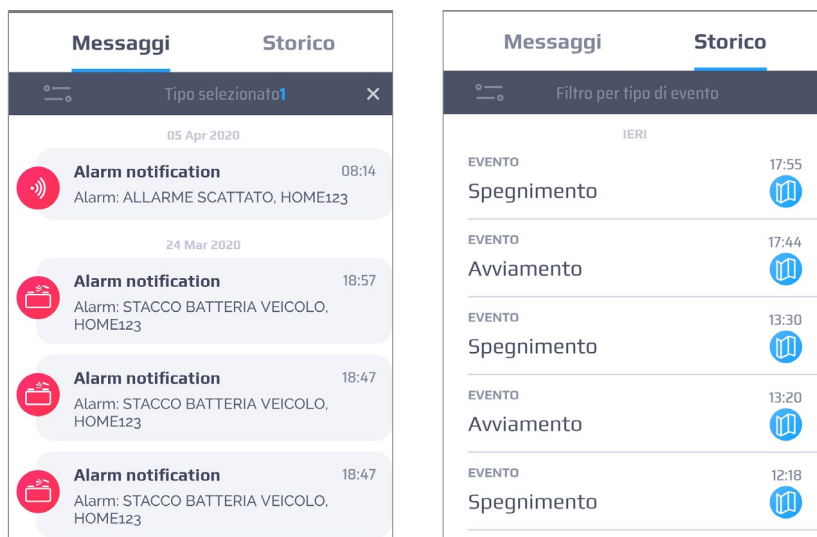 Messaggi Storico
Tipo selezionato1 ×
05 Apr 2020
Alarm notification 08:14
Alarm: ALLARME SCATTATO, HOME123
24 Mar 2020
Alarm notification 18:57
Alarm: STACCO BATTERIA VEICOLO,
HOME123
Alarm notification 18:47
Alarm: STACCO BATTERIA VEICOLO,
HOME123
Alarm notification 18:47
Alarm: STACCO BATTERIA VEICOLO,
HOME123
Messaggi Storico
Filtro per tipo di evento
IERI
EVENTO 17:55
Spegnimento
EVENTO 17:44
Avviamento
EVENTO 13:30
Spegnimento
EVENTO 13:20
Avviamento
EVENTO 12:18
Spegnimento